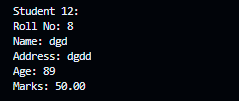 Student 12:
Roll No: 8
Name: dgd
Address: dgdd
Age: 89
Marks: 50.00